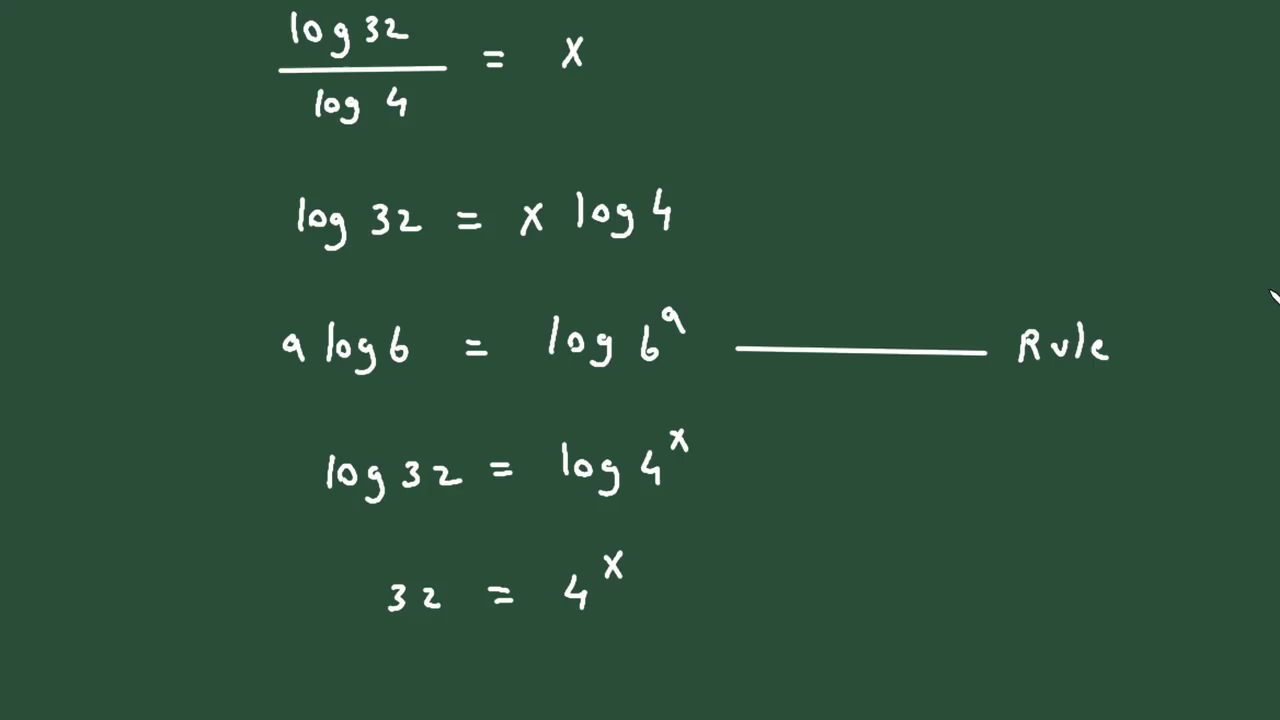 log 32
log 4 = x
log 32 = x log 4
a log b = log b^a Rule
log 32 = log 4^x
32 = 4^x